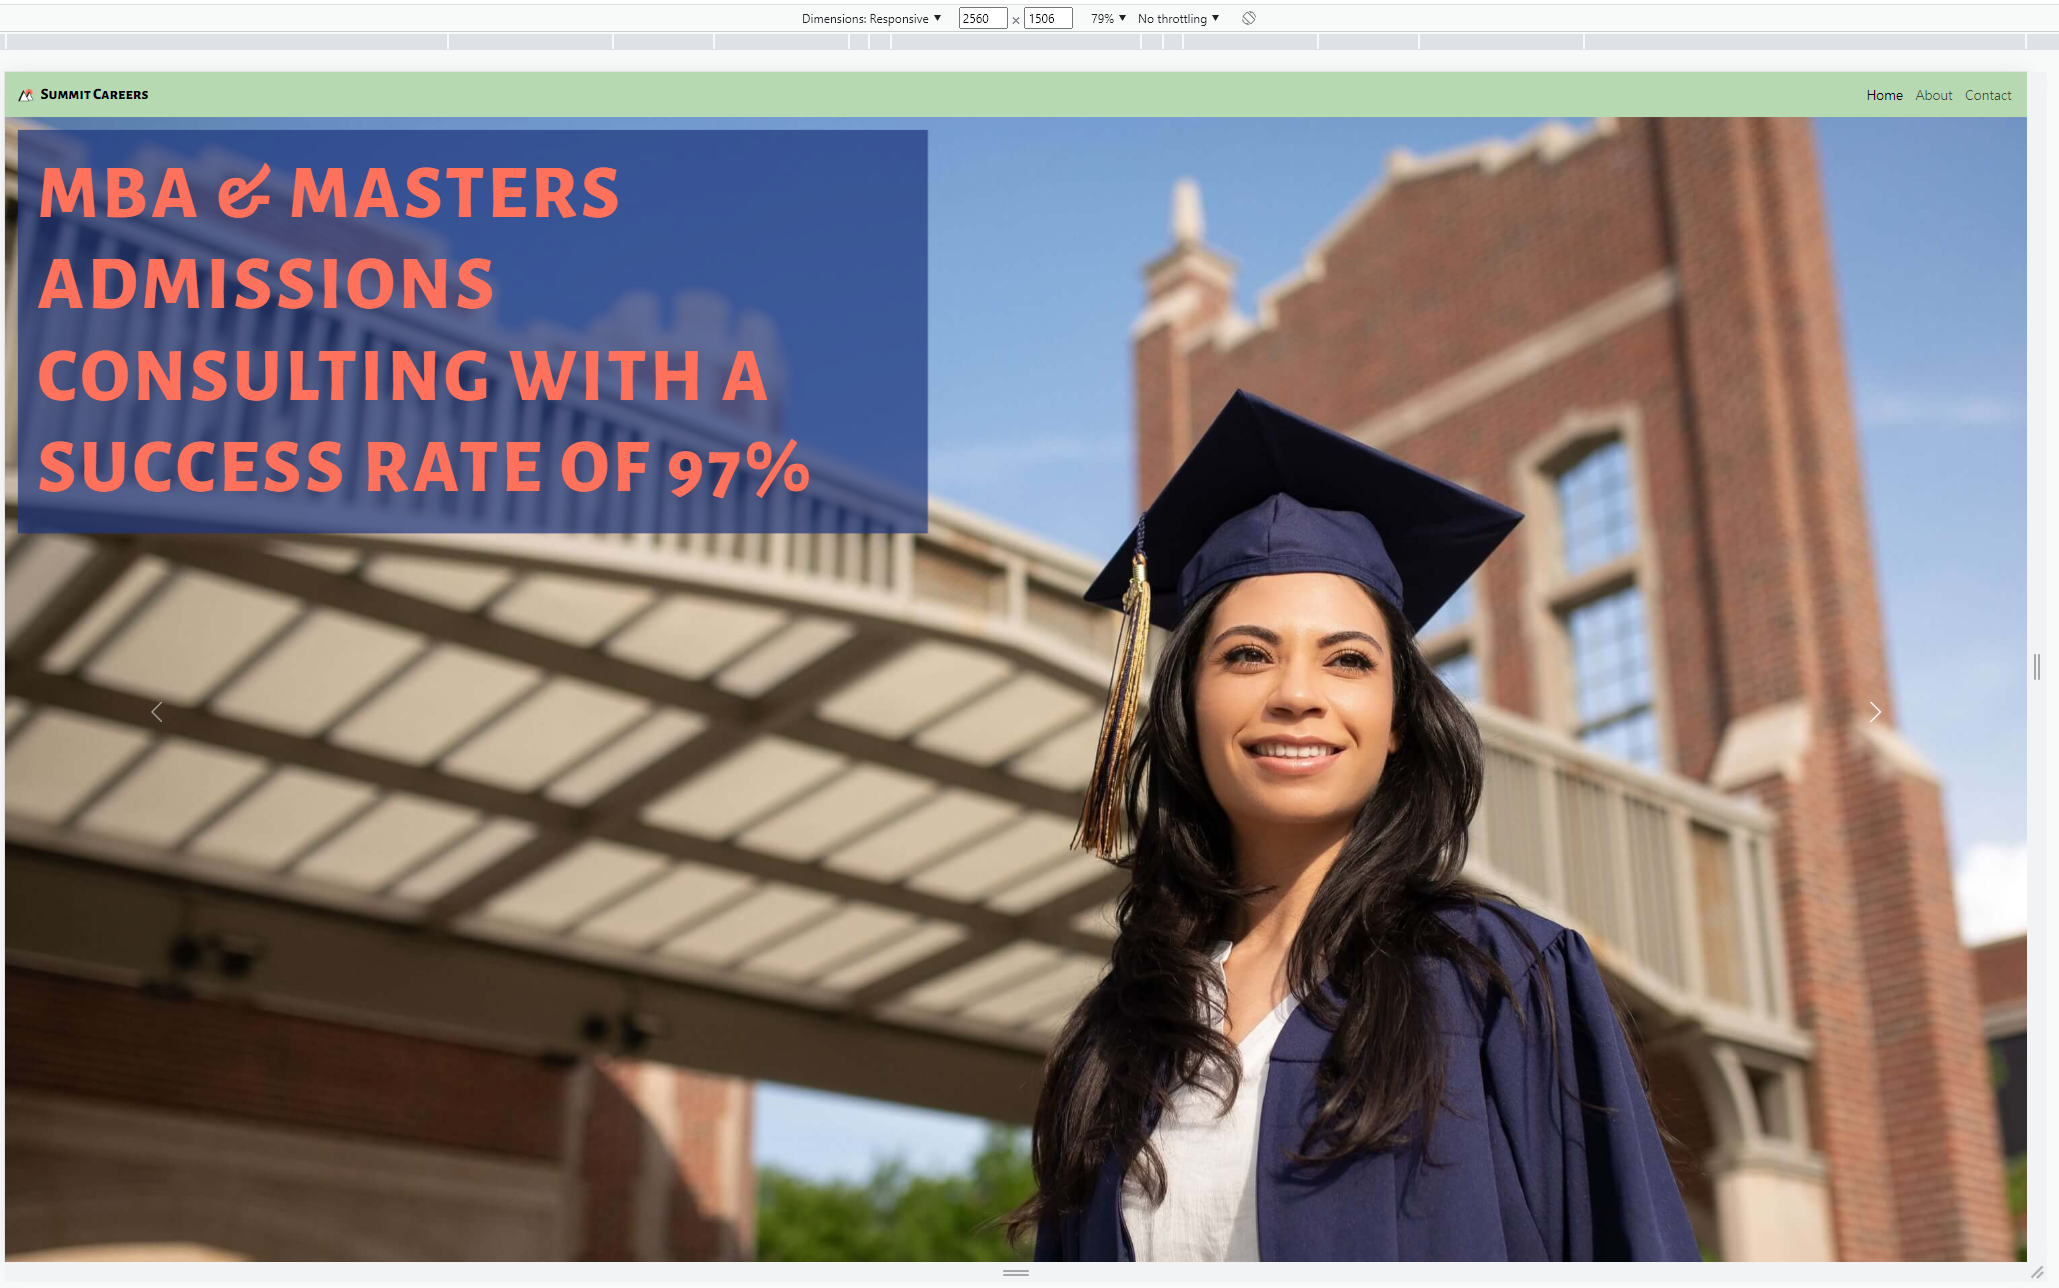 Dimensions: Responsive 2560 × 1506 79% No throttling
Summit Careers Home About Contact
MBA & MASTERS
ADMISSIONS
CONSULTING WITH A
SUCCESS RATE OF 97%